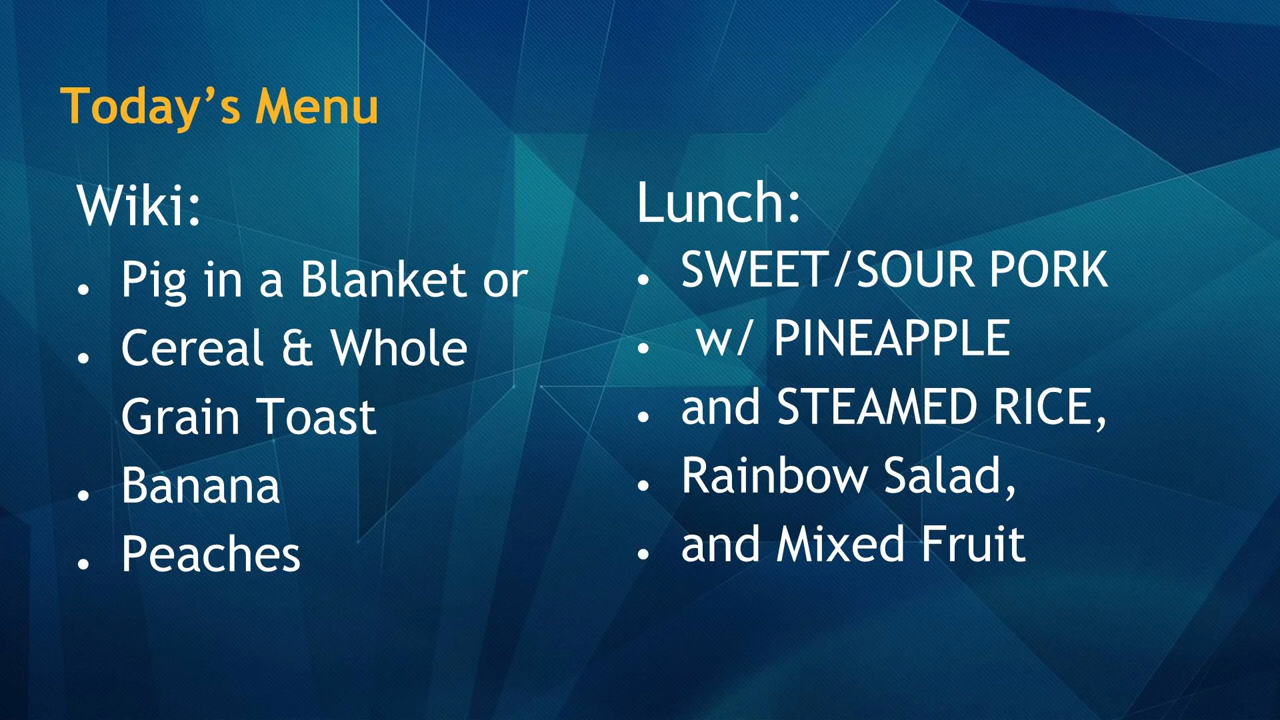 Today’s Menu
Wiki:
Pig in a Blanket or
Cereal & Whole
Grain Toast
Banana
Peaches
Lunch:
SWEET/SOUR PORK
w/ PINEAPPLE
and STEAMED RICE,
Rainbow Salad,
and Mixed Fruit